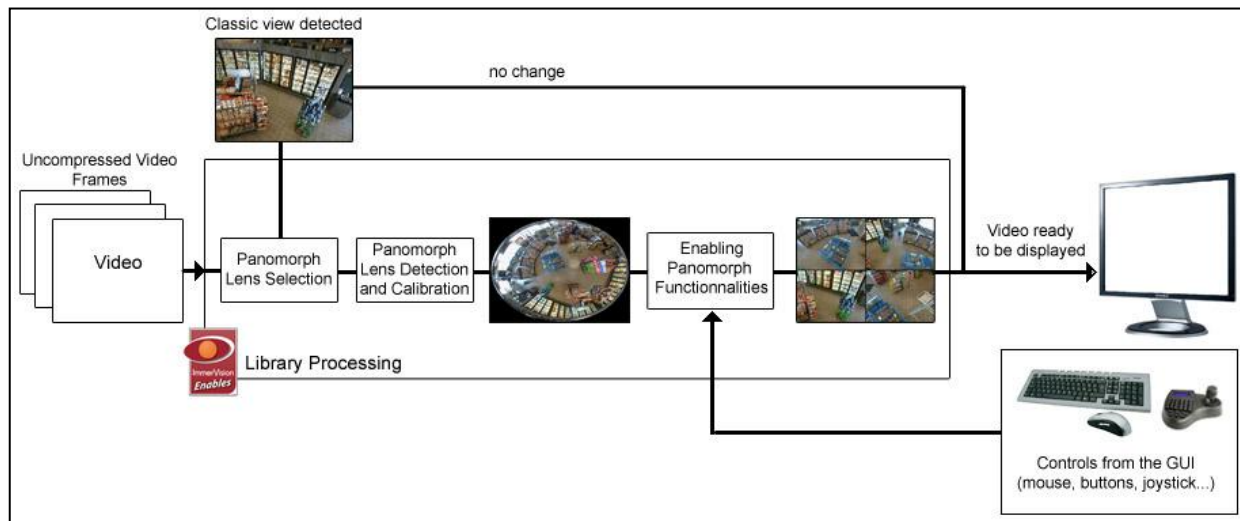 Classic view detected
no change
Uncompressed Video
Frames
Video
Panomorph
Lens Selection
Panomorph
Lens Detection
and Calibration
Enabling
Panomorph
Functionnalities
Video ready
to be displayed
ImmerVision
Enables
Library Processing
Controls from the GUI
(mouse, buttons, joystick...)